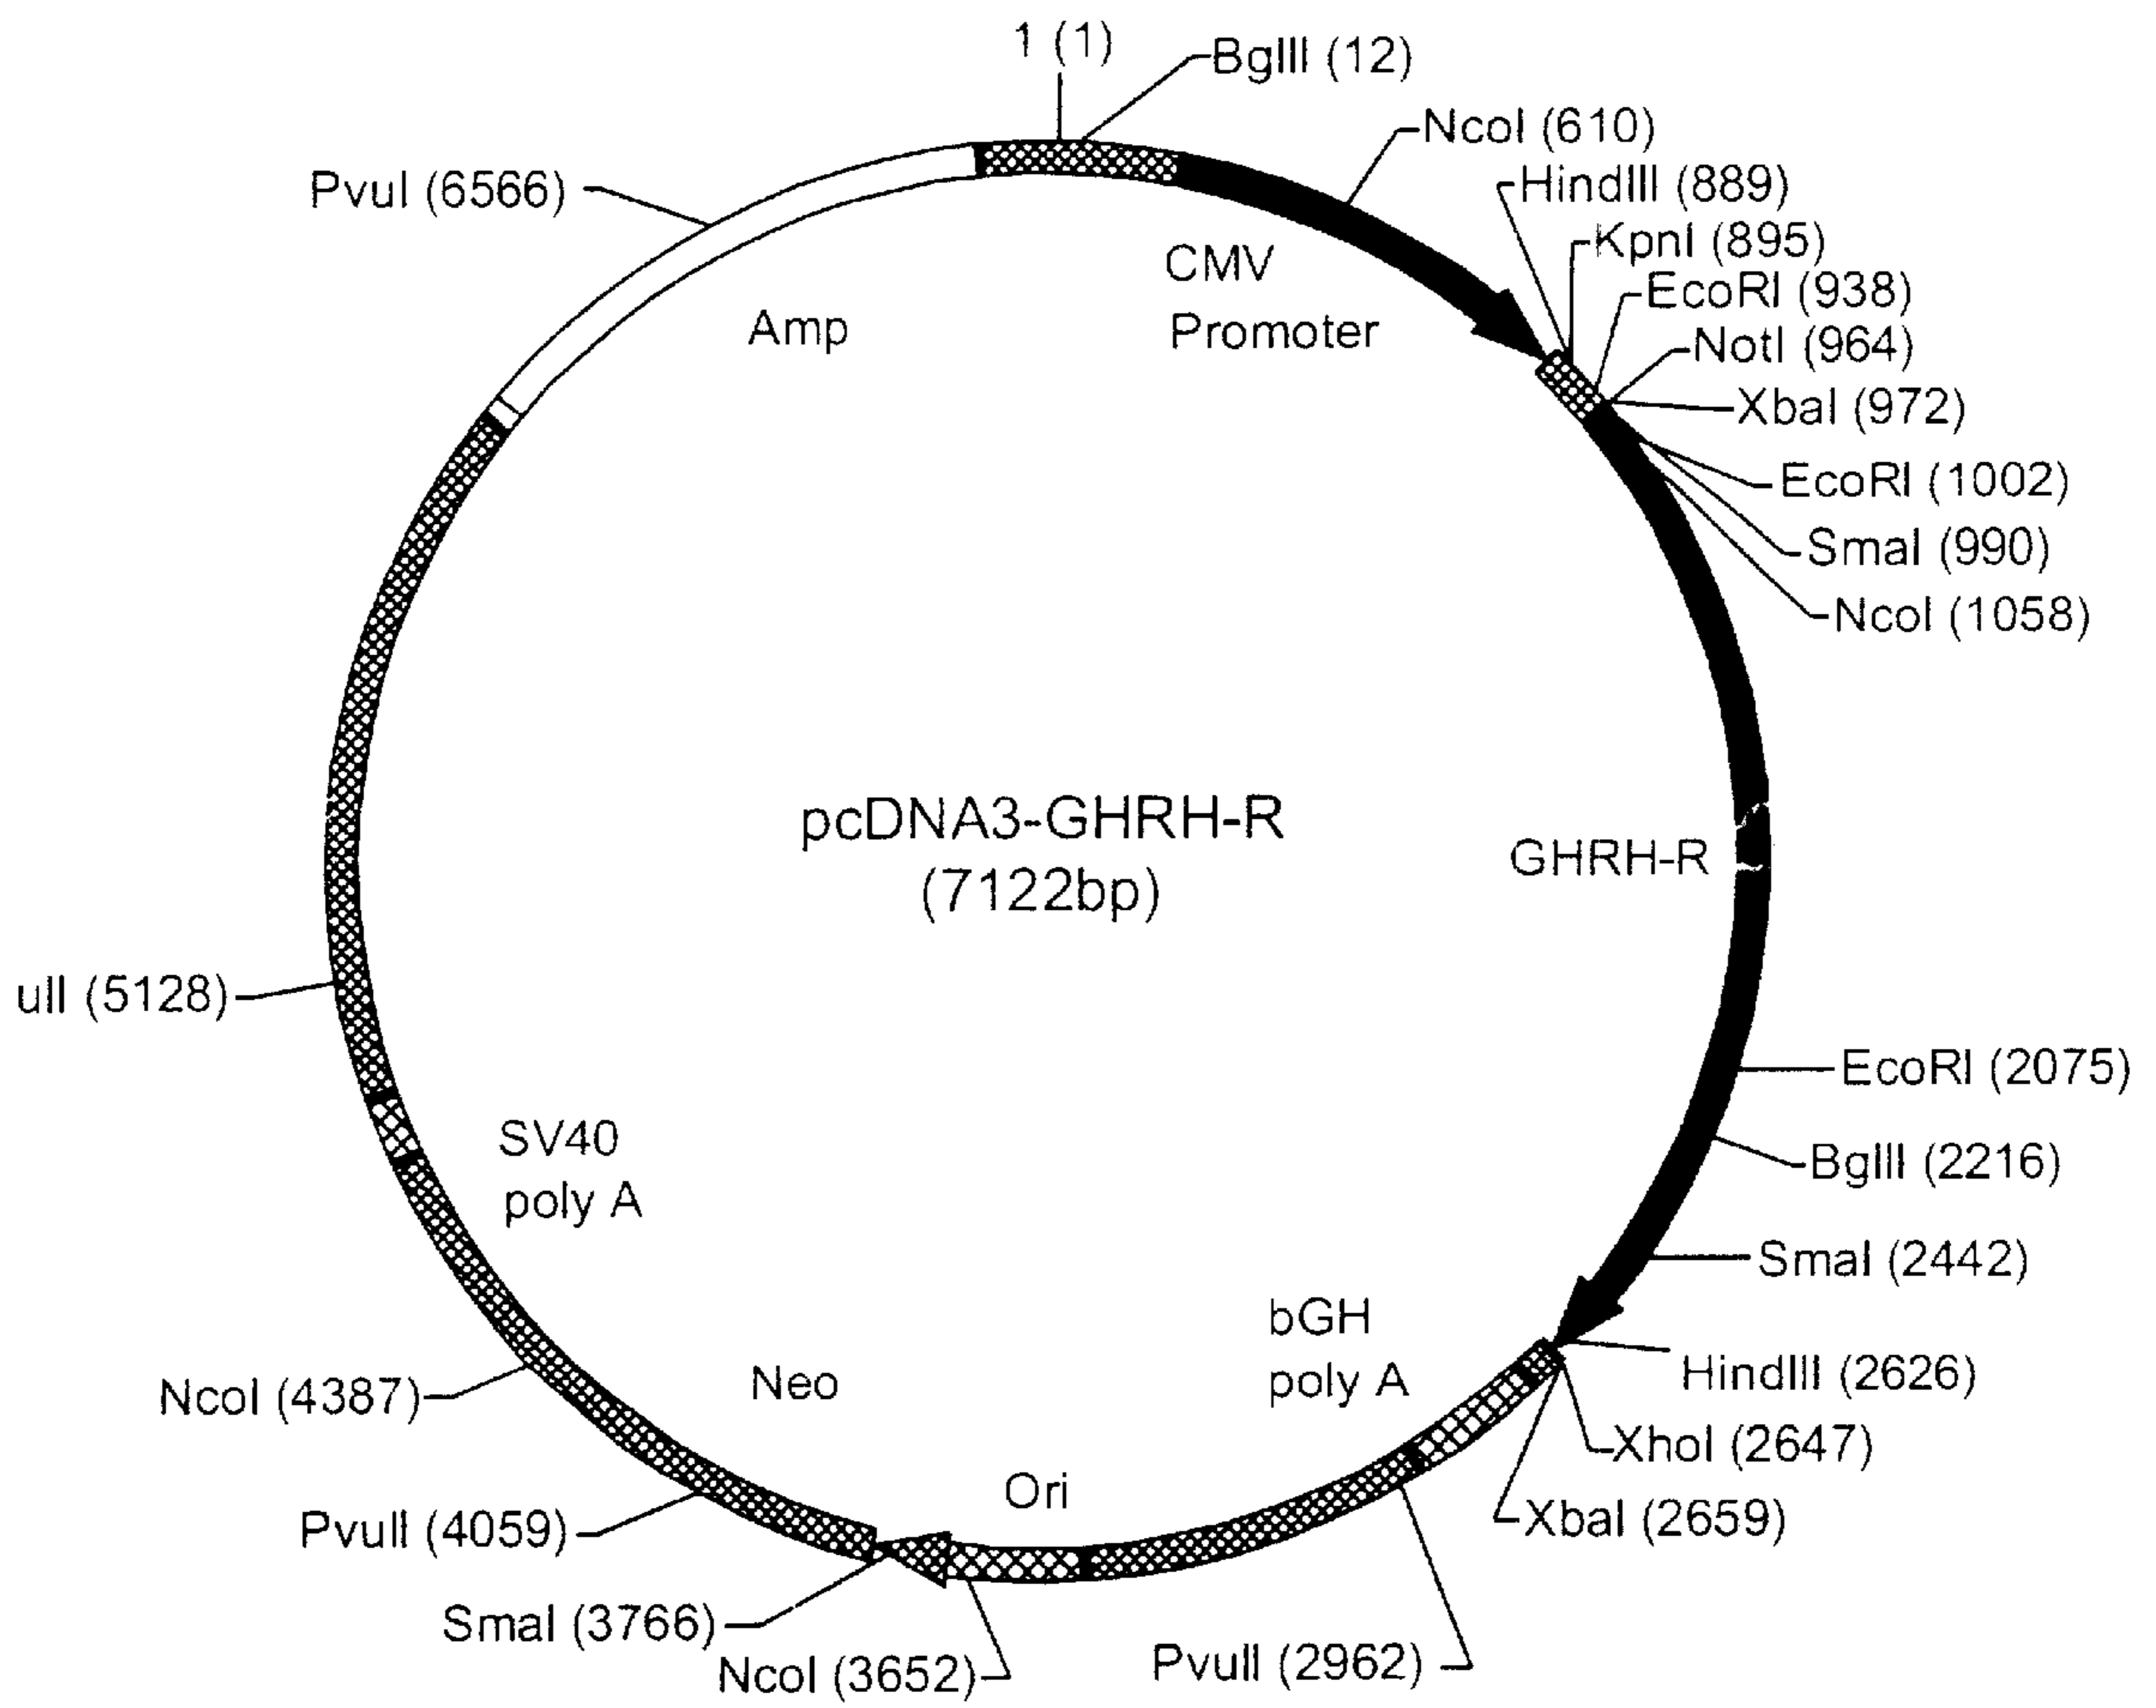 1 (1)
BglII (12)
NcoI (610)
HindIII (889)
KpnI (895)
EcoRI (938)
NotI (964)
XbaI (972)
EcoRI (1002)
SmaI (990)
NcoI (1058)
PvuI (6566)
Amp
CMV
Promoter
pcDNA3-GHRH-R
(7122bp)
GHRH-R
uII (5128)
EcoRI (2075)
BglII (2216)
SmaI (2442)
HindIII (2626)
XhoI (2647)
XbaI (2659)
SV40
poly A
bGH
poly A
Neo
Ori
NcoI (4387)
PvuII (4059)
SmaI (3766)
NcoI (3652)
PvuII (2962)